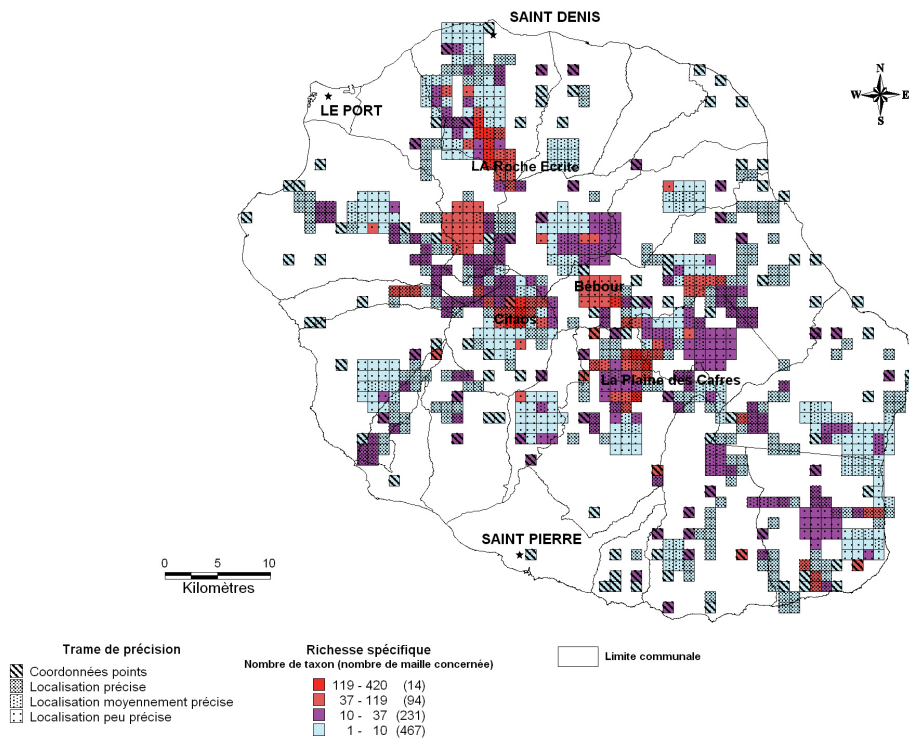 SAINT DENIS
LE PORT
N
W E
S
LA Roche Ecrite
Bébour
Cilaos
La Plaine des Cafres
SAINT PIERRE
0 5 10
Kilomètres
Trame de précision
Coordonnées points
Localisation précise
Localisation moyennement précise
Localisation peu précise
Richesse spécifique
Nombre de taxon (nombre de maille concernée)
119 - 420 (14)
37 - 119 (94)
10 - 37 (231)
1 - 10 (467)
Limite communale